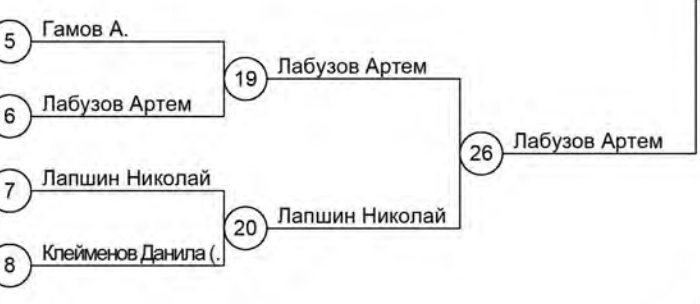 5 Гамов А.
19 Лабузов Артем
6 Лабузов Артем
26 Лабузов Артем
7 Лапшин Николай
20 Лапшин Николай
8 Клейменов Данила (.